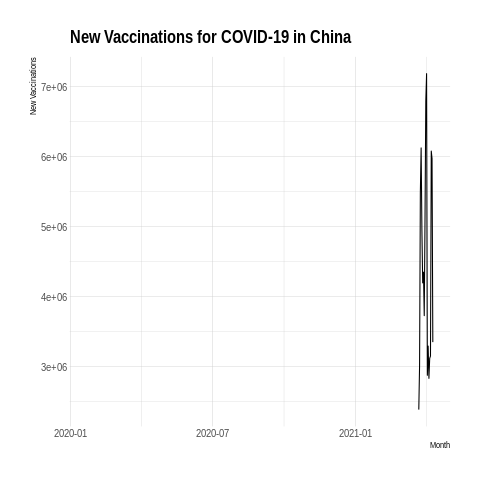 New Vaccinations for COVID-19 in China
New Vaccinations
7e+06
6e+06
5e+06
4e+06
3e+06
2020-01 2020-07 2021-01
Month